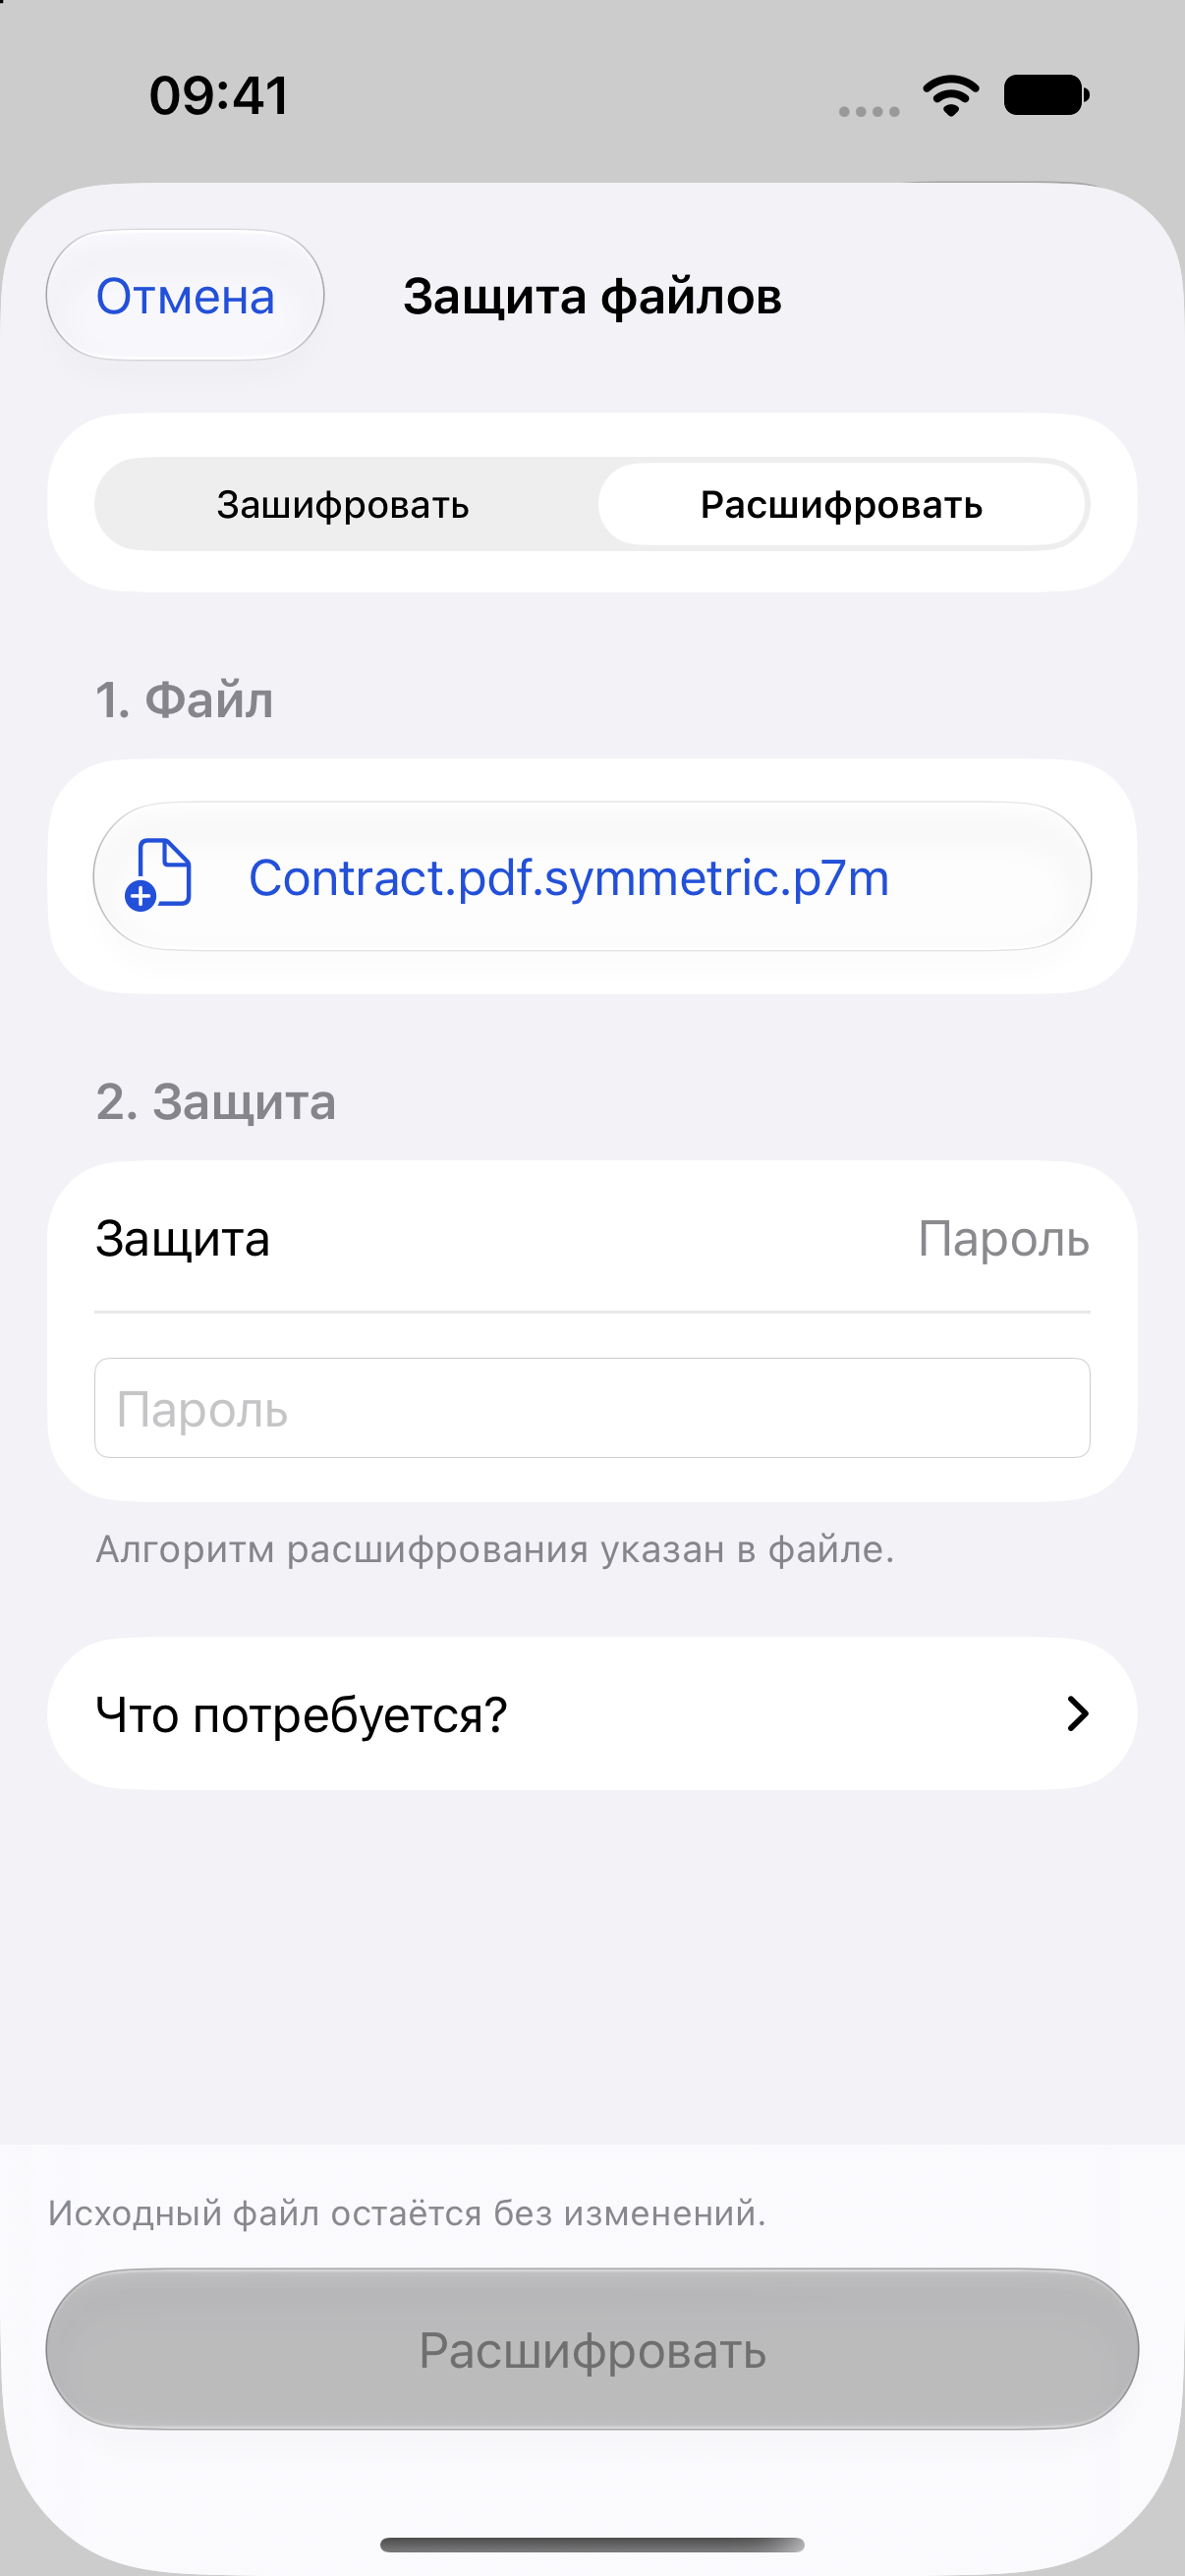 09:41
Отмена
Защита файлов
Зашифровать
Расшифровать
1. Файл
Contract.pdf.symmetric.p7m
2. Защита
Защита
Пароль
Пароль
Алгоритм расшифрования указан в файле.
Что потребуется?
Исходный файл остаётся без изменений.
Расшифровать